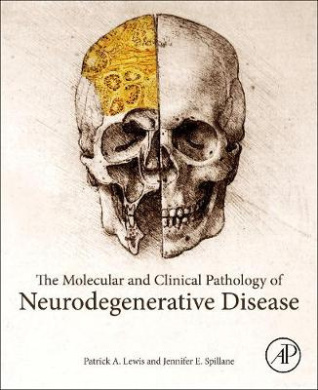 The Molecular and Clinical Pathology of
Neurodegenerative Disease
Patrick A. Lewis and Jennifer E. Spillane
AP